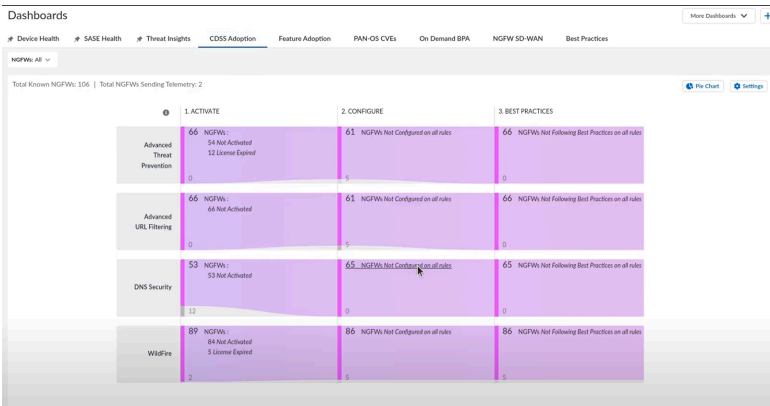 Dashboards
More Dashboards
Device Health
SASE Health
Threat Insights
CDSS Adoption
Feature Adoption
PAN-OS CVEs
On Demand BPA
NGFW SD-WAN
Best Practices
NGFWs: All
Total Known NGFWs: 106 | Total NGFWs Sending Telemetry: 2
Pie Chart
Settings
1. ACTIVATE
2. CONFIGURE
3. BEST PRACTICES
Advanced
Threat
Prevention
66 NGFWs :
54 Not Activated
12 License Expired
0
61 NGFWs Not Configured on all rules
5
66 NGFWs Not Following Best Practices on all rules
0
Advanced
URL Filtering
66 NGFWs :
66 Not Activated
0
61 NGFWs Not Configured on all rules
5
66 NGFWs Not Following Best Practices on all rules
0
DNS Security
53 NGFWs :
53 Not Activated
12
65 NGFWs Not Configured on all rules
0
65 NGFWs Not Following Best Practices on all rules
0
WildFire
89 NGFWs :
84 Not Activated
5 License Expired
2
86 NGFWs Not Configured on all rules
5
86 NGFWs Not Following Best Practices on all rules
5